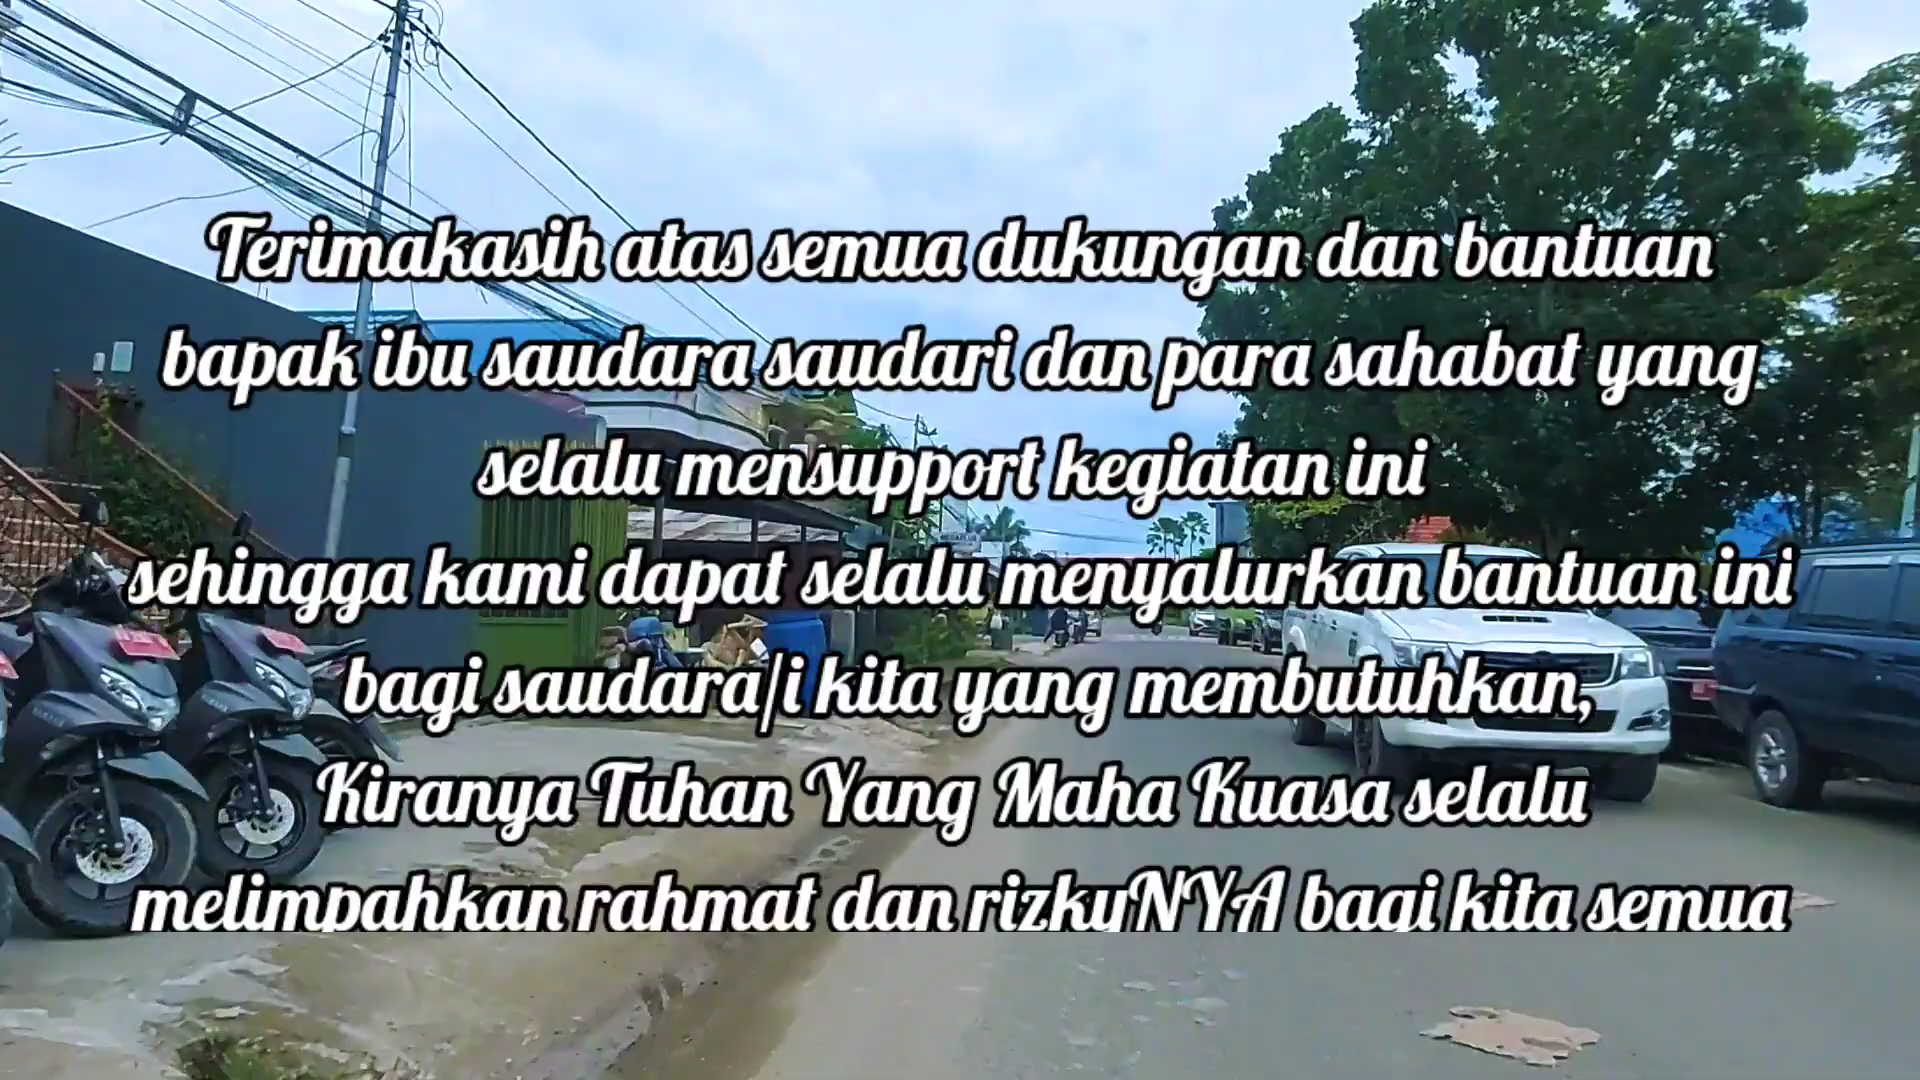 Terimakasih atas semua dukungan dan bantuan
bapak ibu saudara saudari dan para sahabat yang
selalu mensupport kegiatan ini
sehingga kami dapat selalu menyalurkan bantuan ini
bagi saudara/i kita yang membutuhkan,
Kiranya Tuhan Yang Maha Kuasa selalu
melimpahkan rahmat dan rizkuNYA bagi kita semua